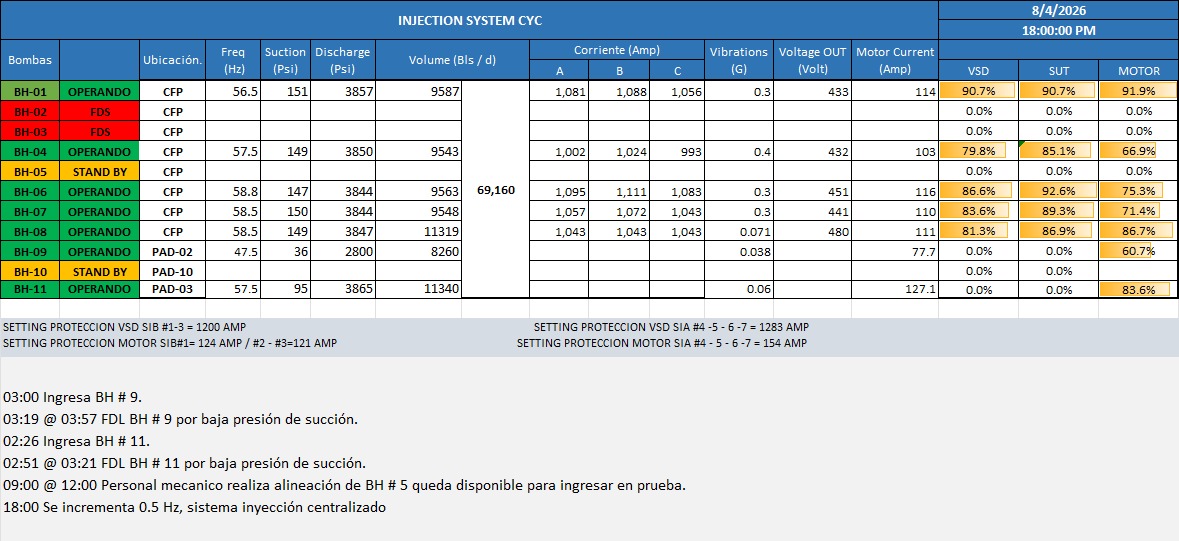 INJECTION SYSTEM CYC 8/4/2026
18:00:00 PM
Bombas Ubicación. Freq (Hz) Suction (Psi) Discharge (Psi) Volume (Bls / d) Corriente (Amp) Vibrations (G) Voltage OUT (Volt) Motor Current (Amp)
A B C VSD SUT MOTOR
BH-01 OPERANDO CFP 56.5 151 3857 9587 1,081 1,088 1,056 0.3 433 114 90.7% 90.7% 91.9%
BH-02 FDS CFP 0.0% 0.0% 0.0%
BH-03 FDS CFP 0.0% 0.0% 0.0%
BH-04 OPERANDO CFP 57.5 149 3850 9543 1,002 1,024 993 0.4 432 103 79.8% 85.1% 66.9%
BH-05 STAND BY CFP 0.0% 0.0% 0.0%
BH-06 OPERANDO CFP 58.8 147 3844 9563 69,160 1,095 1,111 1,083 0.3 451 116 86.6% 92.6% 75.3%
BH-07 OPERANDO CFP 58.5 150 3844 9548 1,057 1,072 1,043 0.3 441 110 83.6% 89.3% 71.4%
BH-08 OPERANDO CFP 58.5 149 3847 11319 1,043 1,043 1,043 0.071 480 111 81.3% 86.9% 86.7%
BH-09 OPERANDO PAD-02 47.5 36 2800 8260 0.038 77.7 0.0% 0.0% 60.7%
BH-10 STAND BY PAD-10 0.0% 0.0%
BH-11 OPERANDO PAD-03 57.5 95 3865 11340 0.06 127.1 0.0% 0.0% 83.6%
SETTING PROTECCION VSD SIB #1-3 = 1200 AMP SETTING PROTECCION VSD SIA #4 -5 - 6 -7 = 1283 AMP
SETTING PROTECCION MOTOR SIB#1= 124 AMP / #2 - #3=121 AMP SETTING PROTECCION MOTOR SIA #4 - 5 - 6 -7 = 154 AMP
03:00 Ingresa BH # 9.
03:19 @ 03:57 FDL BH # 9 por baja presión de succión.
02:26 Ingresa BH # 11.
02:51 @ 03:21 FDL BH # 11 por baja presión de succión.
09:00 @ 12:00 Personal mecanico realiza alineación de BH # 5 queda disponible para ingresar en prueba.
18:00 Se incrementa 0.5 Hz, sistema inyección centralizado